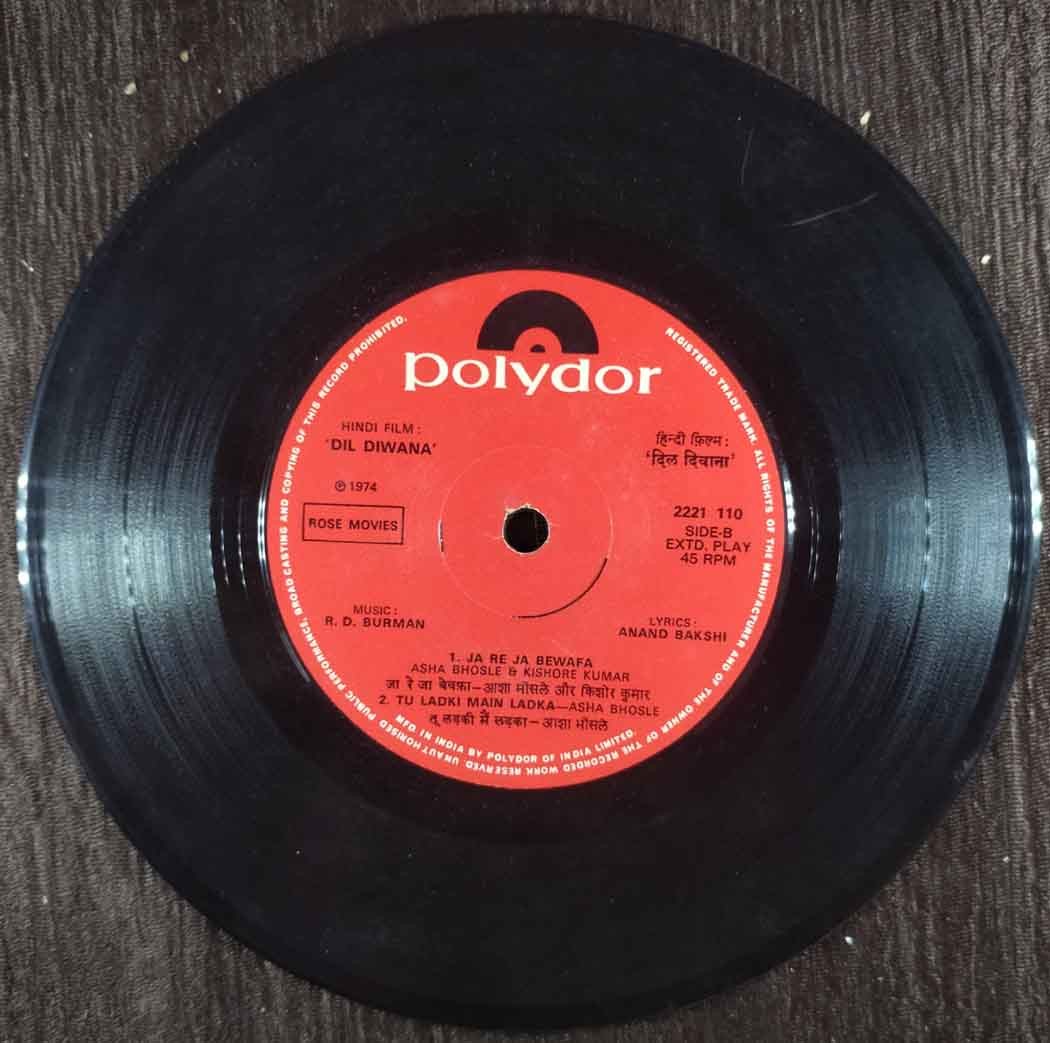 polydor
HINDI FILM :
'DIL DIWANA'
हिन्दी फ़िल्म :
'दिल दिवाना'
℗ 1974
ROSE MOVIES
2221 110
SIDE-B
EXTD. PLAY
45 RPM
MUSIC :
R. D. BURMAN
LYRICS :
ANAND BAKSHI
1. JA RE JA BEWAFA
ASHA BHOSLE & KISHORE KUMAR
जा रे जा बेवफ़ा—आशा भोंसले और किशोर कुमार
2. TU LADKI MAIN LADKA—ASHA BHOSLE
तू लड़की मैं लड़का—आशा भोंसले
MFD. IN INDIA BY POLYDOR OF INDIA LIMITED.
REGISTERED TRADE MARK. ALL RIGHTS OF THE MANUFACTURER AND OF THE OWNER OF THE RECORDED WORK RESERVED. UNAUTHORISED PUBLIC PERFORMANCE, BROADCASTING AND COPYING OF THIS RECORD PROHIBITED.